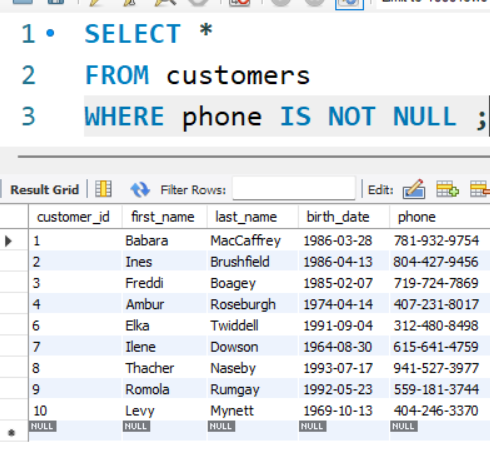 1 SELECT *
2 FROM customers
3 WHERE phone IS NOT NULL ;
Result Grid Filter Rows: Edit:
customer_id first_name last_name birth_date phone
1 Babara MacCaffrey 1986-03-28 781-932-9754
2 Ines Brushfield 1986-04-13 804-427-9456
3 Freddi Boagey 1985-02-07 719-724-7869
4 Ambur Roseburgh 1974-04-14 407-231-8017
6 Elka Twiddell 1991-09-04 312-480-8498
7 Ilene Dowson 1964-08-30 615-641-4759
8 Thacher Naseby 1993-07-17 941-527-3977
9 Romola Rumgay 1992-05-23 559-181-3744
10 Levy Mynett 1969-10-13 404-246-3370
NULL NULL NULL NULL NULL